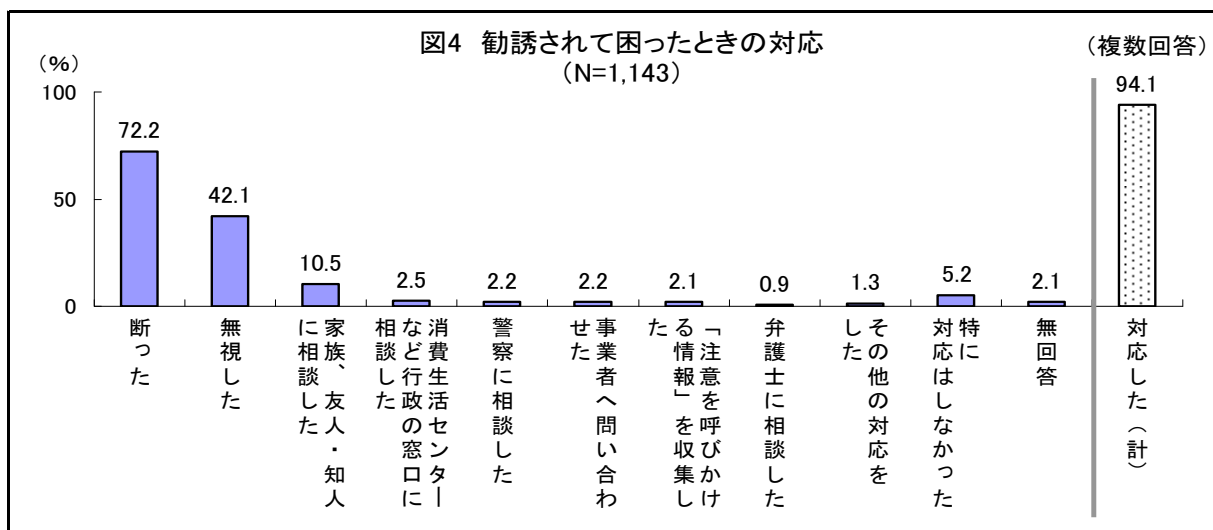 図4 勧誘されて困ったときの対応
(N=1,143)
(複数回答)
(%)
100
50
0
72.2
42.1
10.5
2.5
2.2
2.2
2.1
0.9
1.3
5.2
2.1
94.1
断った
無視した
家族、友人・知人
に相談した
消費生活センター
など行政の窓口に
相談した
警察に相談した
事業者へ問い合わ
せた
「注意を呼びかけ
る情報」を収集し
た
弁護士に相談した
その他の対応を
した
特に
対応はしなかった
無回答
対応した(計)